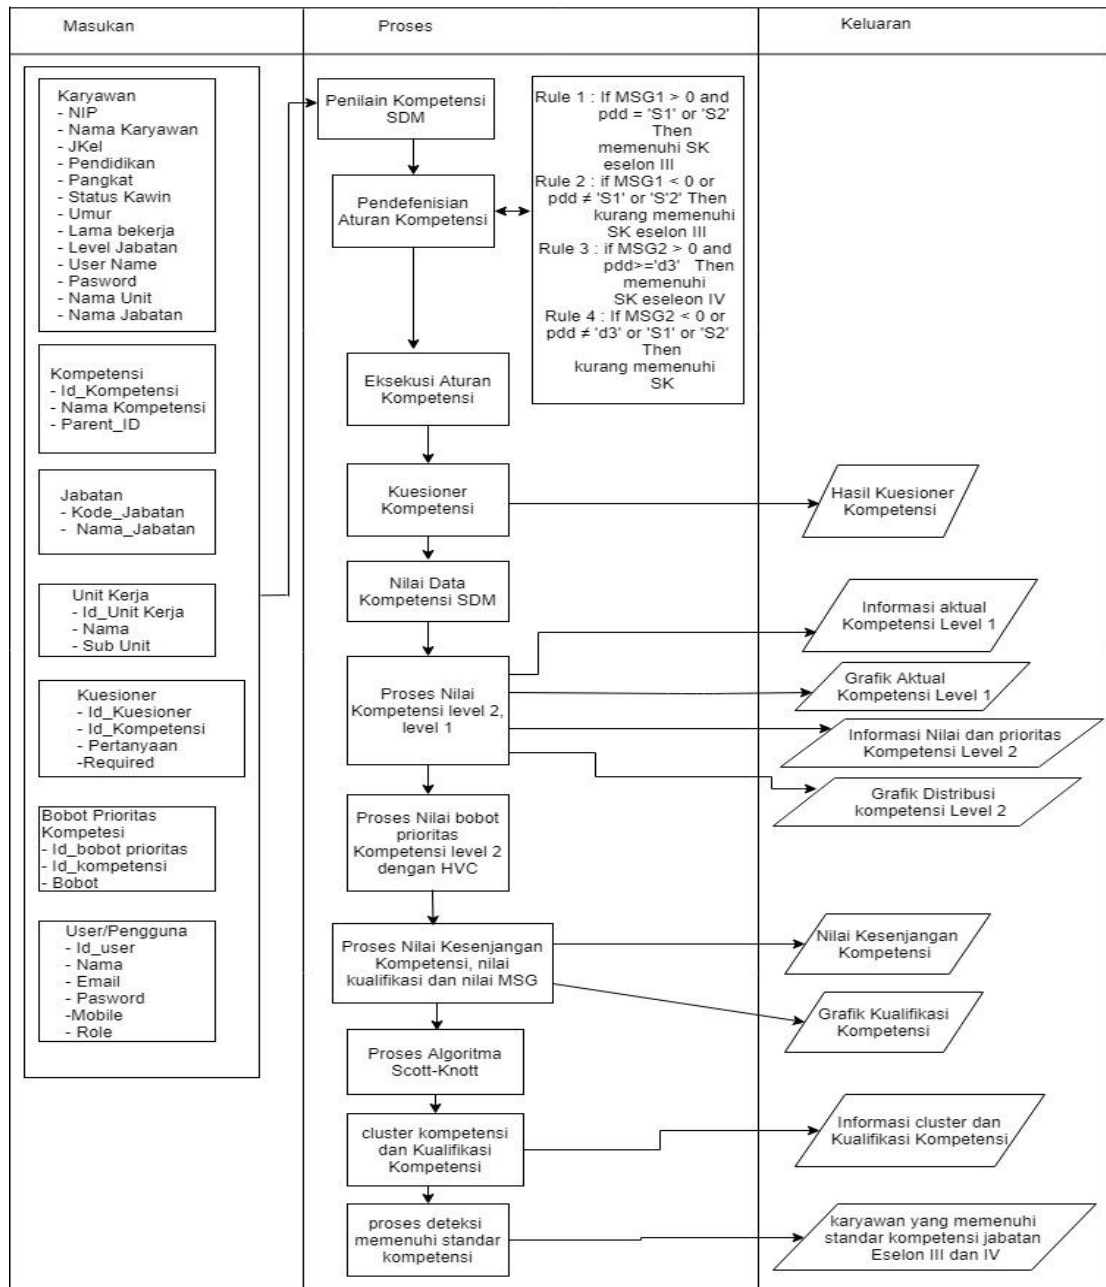 Masukan
Proses
Keluaran
Karyawan
- NIP
- Nama Karyawan
- JKel
- Pendidikan
- Pangkat
- Status Kawin
- Umur
- Lama bekerja
- Level Jabatan
- User Name
- Pasword
- Nama Unit
- Nama Jabatan
Kompetensi
- Id_Kompetensi
- Nama Kompetensi
- Parent_ID
Jabatan
- Kode_Jabatan
- Nama_Jabatan
Unit Kerja
- Id_Unit Kerja
- Nama
- Sub Unit
Kuesioner
- Id_Kuesioner
- Id_Kompetensi
- Pertanyaan
-Required
Bobot Prioritas
Kompetesi
- Id_bobot prioritas
- Id_kompetensi
- Bobot
User/Pengguna
- Id_user
- Nama
- Email
- Pasword
-Mobile
- Role
Penilain Kompetensi
SDM
Pendefenisian
Aturan Kompetensi
Rule 1 : If MSG1 > 0 and
pdd = 'S1' or 'S2'
Then
memenuhi SK
eselon III
Rule 2 : if MSG1 < 0 or
pdd ≠ 'S1' or 'S'2' Then
kurang memenuhi
SK eselon III
Rule 3 : if MSG2 > 0 and
pdd>='d3' Then
memenuhi
SK eseleon IV
Rule 4 : If MSG2 < 0 or
pdd ≠ 'd3' or 'S1' or 'S2'
Then
kurang memenuhi
SK
Eksekusi Aturan
Kompetensi
Kuesioner
Kompetensi
Nilai Data
Kompetensi SDM
Proses Nilai
Kompetensi level 2,
level 1
Proses Nilai bobot
prioritas
Kompetensi level 2
dengan HVC
Proses Nilai Kesenjangan
Kompetensi, nilai
kualifikasi dan nilai MSG
Proses Algoritma
Scott-Knott
cluster kompetensi
dan Kualifikasi
Kompetensi
proses deteksi
memenuhi standar
kompetensi
Hasil Kuesioner
Kompetensi
Informasi aktual
Kompetensi Level 1
Grafik Aktual
Kompetensi Level 1
Informasi Nilai dan prioritas
Kompetensi Level 2
Grafik Distribusi
kompetensi Level 2
Nilai Kesenjangan
Kompetensi
Grafik Kualifikasi
Kompetensi
Informasi cluster dan
Kualifikasi Kompetensi
karyawan yang memenuhi
standar kompetensi jabatan
Eselon III dan IV